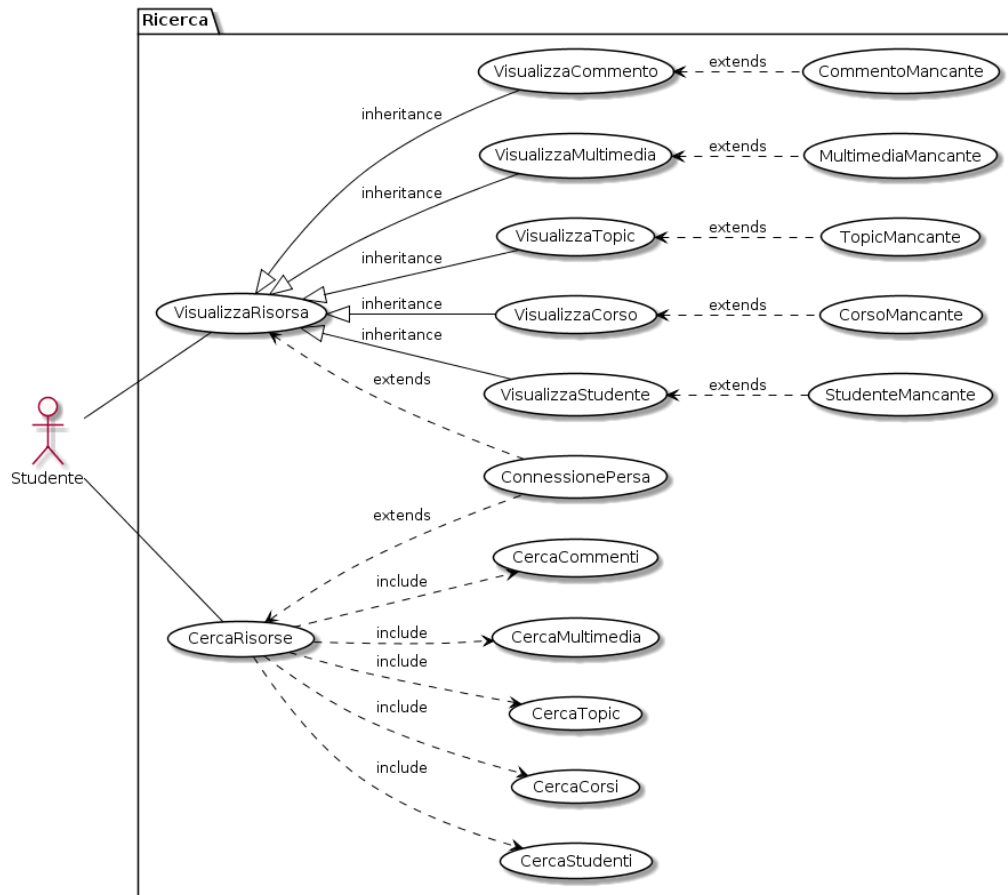 Ricerca
VisualizzaCommento
extends
CommentoMancante
inheritance
VisualizzaMultimedia
extends
MultimediaMancante
inheritance
VisualizzaTopic
extends
TopicMancante
inheritance
VisualizzaRisorsa
inheritance
VisualizzaCorso
extends
CorsoMancante
inheritance
VisualizzaStudente
extends
StudenteMancante
extends
Studente
ConnessionePersa
extends
CercaCommenti
include
CercaRisorse
include
CercaMultimedia
include
CercaTopic
include
CercaCorsi
include
CercaStudenti